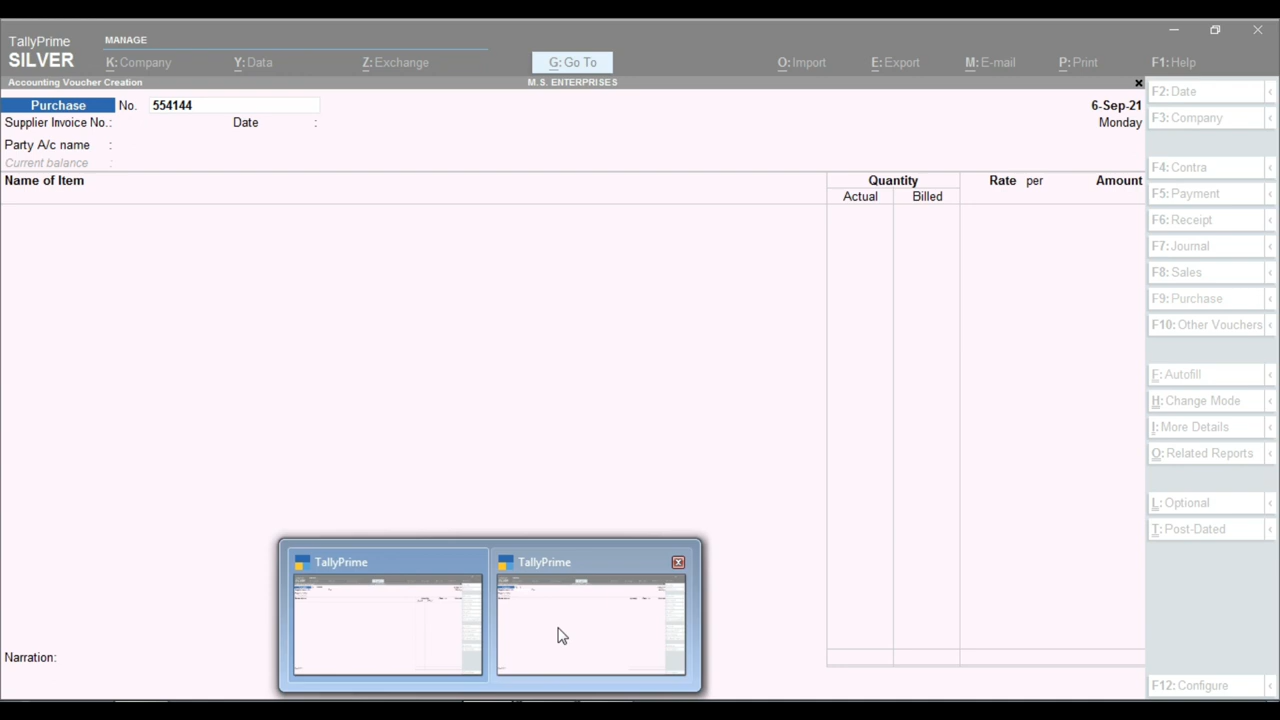 TallyPrime MANAGE
SILVER K: Company Y: Data Z: Exchange G: Go To O: Import E: Export M: E-mail P: Print F1: Help
Accounting Voucher Creation M.S. ENTERPRISES
Purchase No. 554144 6-Sep-21
Supplier Invoice No.: Date : Monday
Party A/c name :
Current balance :
Name of Item Quantity Rate per Amount
Actual Billed
F2: Date
F3: Company
F4: Contra
F5: Payment
F6: Receipt
F7: Journal
F8: Sales
F9: Purchase
F10: Other Vouchers
F: Autofill
H: Change Mode
I: More Details
O: Related Reports
L: Optional
T: Post-Dated
TallyPrime TallyPrime
Narration:
F12: Configure